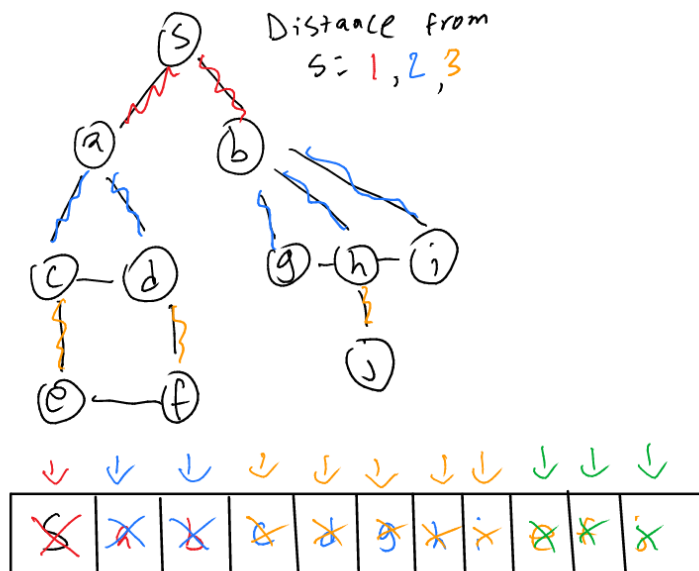 Distance from
S= 1, 2, 3
S
a
b
c
d
g
h
i
e
f
j
S a b c d g h i e f j